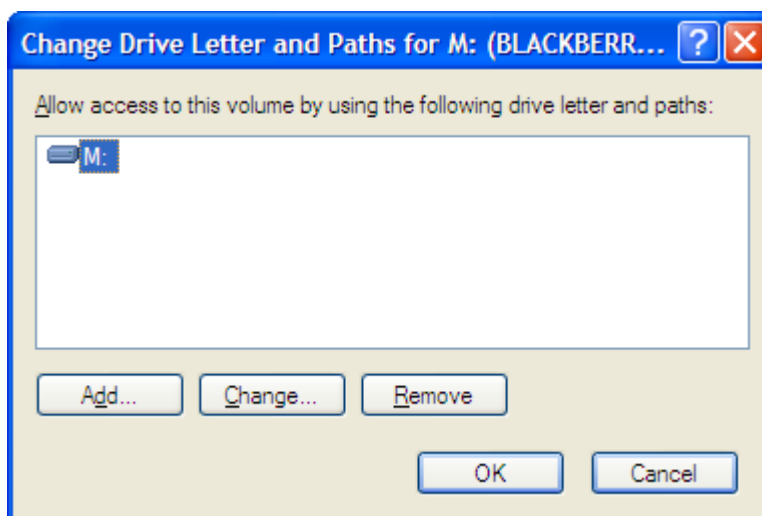 Change Drive Letter and Paths for M: (BLACKBERR...
Allow access to this volume by using the following drive letter and paths:
M:
Add... Change... Remove
OK Cancel